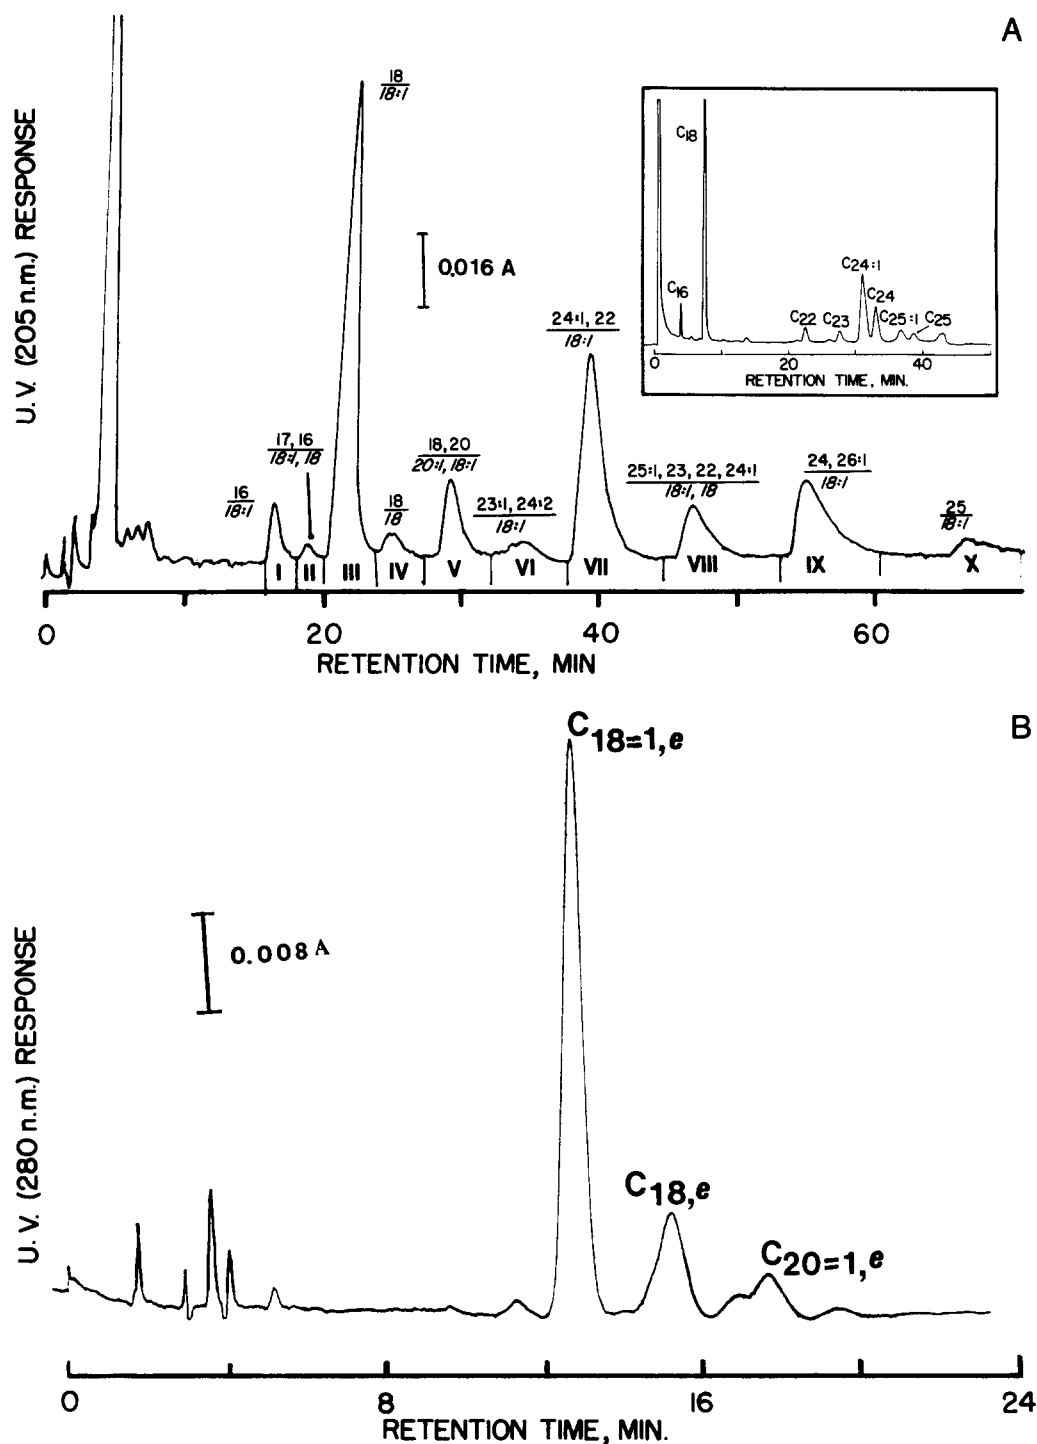 A
U.V. (205 n.m.) RESPONSE
18
18:1
0.016 A
17, 16
18:1, 18
16
18:1
18
18
18, 20
20:1, 18:1
23:1, 24:2
18:1
24:1, 22
18:1
25:1, 23, 22, 24:1
18:1, 18
24, 26:1
18:1
25
18:1
I II III IV V VI VII VIII IX X
0 20 40 60
RETENTION TIME, MIN
C18
C16
C22
C23
C24:1
C24
C25:1
C25
0 20 40
RETENTION TIME, MIN.
B
U.V. (280 n.m.) RESPONSE
0.008 A
C18=1,e
C18,e
C20=1,e
0 8 16 24
RETENTION TIME, MIN.